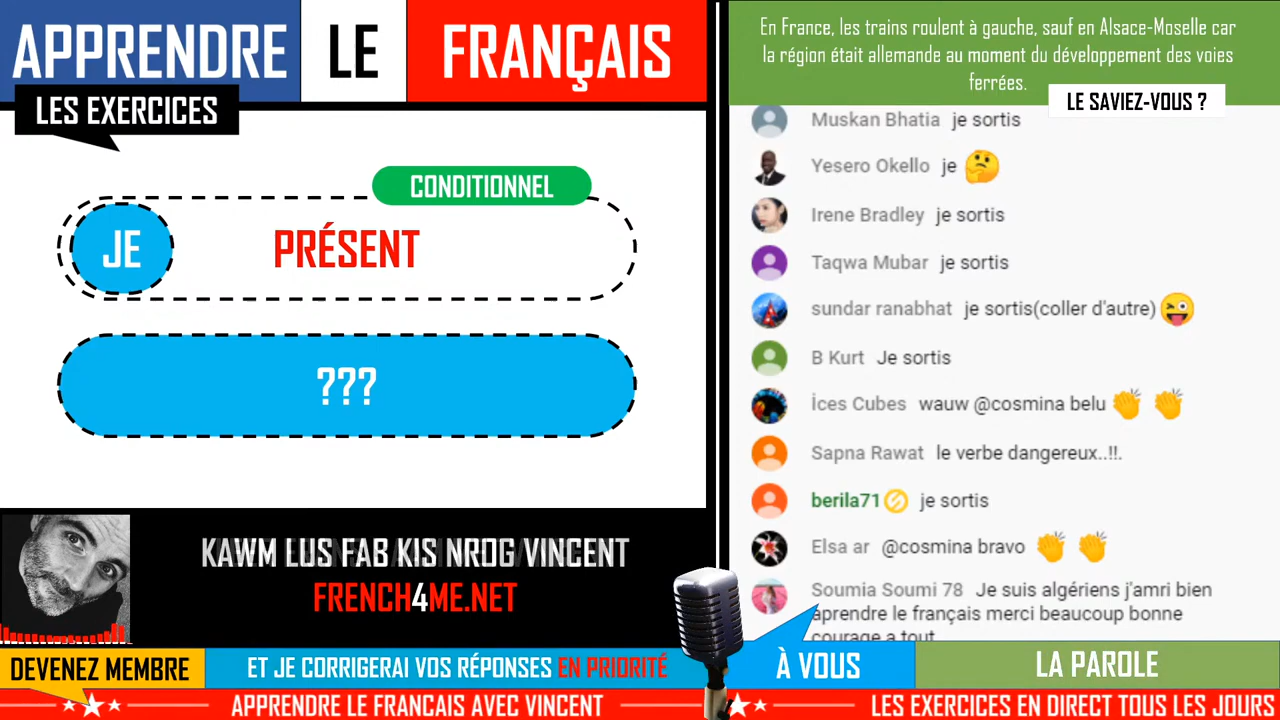 APPRENDRE LE FRANÇAIS
LES EXERCICES
CONDITIONNEL
JE
PRÉSENT
???
KAWM LUS FAB KIS NROG VINCENT
FRENCH4ME.NET
DEVENEZ MEMBRE
ET JE CORRIGERAI VOS RÉPONSES EN PRIORITÉ
APPRENDRE LE FRANCAIS AVEC VINCENT
En France, les trains roulent à gauche, sauf en Alsace-Moselle car
la région était allemande au moment du développement des voies
ferrées.
LE SAVIEZ-VOUS ?
Muskan Bhatia je sortis
Yesero Okello je 🤔
Irene Bradley je sortis
Taqwa Mubar je sortis
sundar ranabhat je sortis(coller d'autre) 😜
B Kurt Je sortis
İces Cubes wauw @cosmina belu 👏 👏
Sapna Rawat le verbe dangereux..!!.
berila71 je sortis
Elsa ar @cosmina bravo 👏 👏
Soumia Soumi 78 Je suis algériens j'amri bien
aprendre le français merci beaucoup bonne
courage a tout
À VOUS
LA PAROLE
LES EXERCICES EN DIRECT TOUS LES JOURS